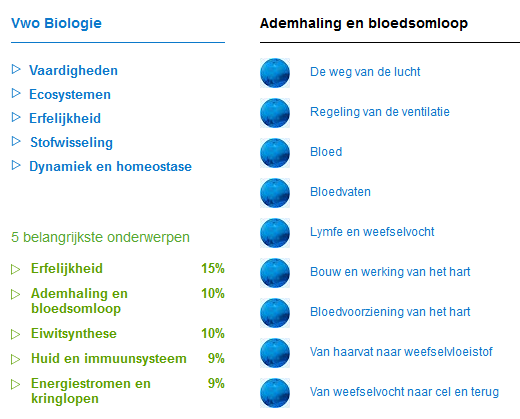 Vwo Biologie
Vaardigheden
Ecosystemen
Erfelijkheid
Stofwisseling
Dynamiek en homeostase
5 belangrijkste onderwerpen
Erfelijkheid 15%
Ademhaling en 10%
bloedsomloop
Eiwitsynthese 10%
Huid en immuunsysteem 9%
Energiestromen en 9%
kringlopen
Ademhaling en bloedsomloop
De weg van de lucht
Regeling van de ventilatie
Bloed
Bloedvaten
Lymfe en weefselvocht
Bouw en werking van het hart
Bloedvoorziening van het hart
Van haarvat naar weefselvloeistof
Van weefselvocht naar cel en terug